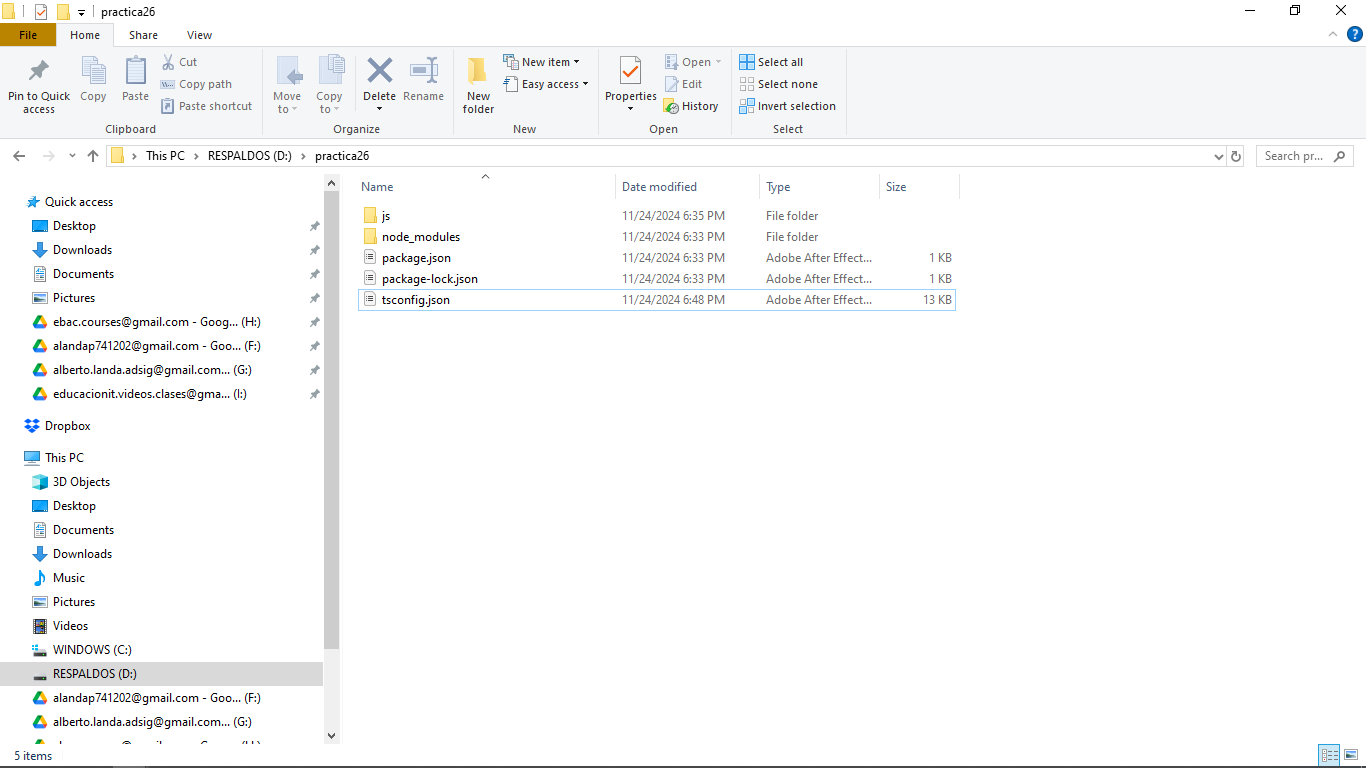 practica26
File Home Share View
Pin to Quick access
Copy
Paste
Cut
Copy path
Paste shortcut
Clipboard
Move to
Copy to
Delete
Rename
Organize
New folder
New item
Easy access
New
Properties
Open
Edit
History
Open
Select all
Select none
Invert selection
Select
This PC RESPALDOS (D:) practica26
Search pr...
Quick access
Desktop
Downloads
Documents
Pictures
ebac.courses@gmail.com - Goog... (H:)
alandap741202@gmail.com - Goo... (F:)
alberto.landa.adsig@gmail.com... (G:)
educacionit.videos.clases@gma... (I:)
Dropbox
This PC
3D Objects
Desktop
Documents
Downloads
Music
Pictures
Videos
WINDOWS (C:)
RESPALDOS (D:)
alandap741202@gmail.com - Goo... (F:)
alberto.landa.adsig@gmail.com... (G:)
Name Date modified Type Size
js 11/24/2024 6:35 PM File folder
node_modules 11/24/2024 6:33 PM File folder
package.json 11/24/2024 6:33 PM Adobe After Effect... 1 KB
package-lock.json 11/24/2024 6:33 PM Adobe After Effect... 1 KB
tsconfig.json 11/24/2024 6:48 PM Adobe After Effect... 13 KB
5 items